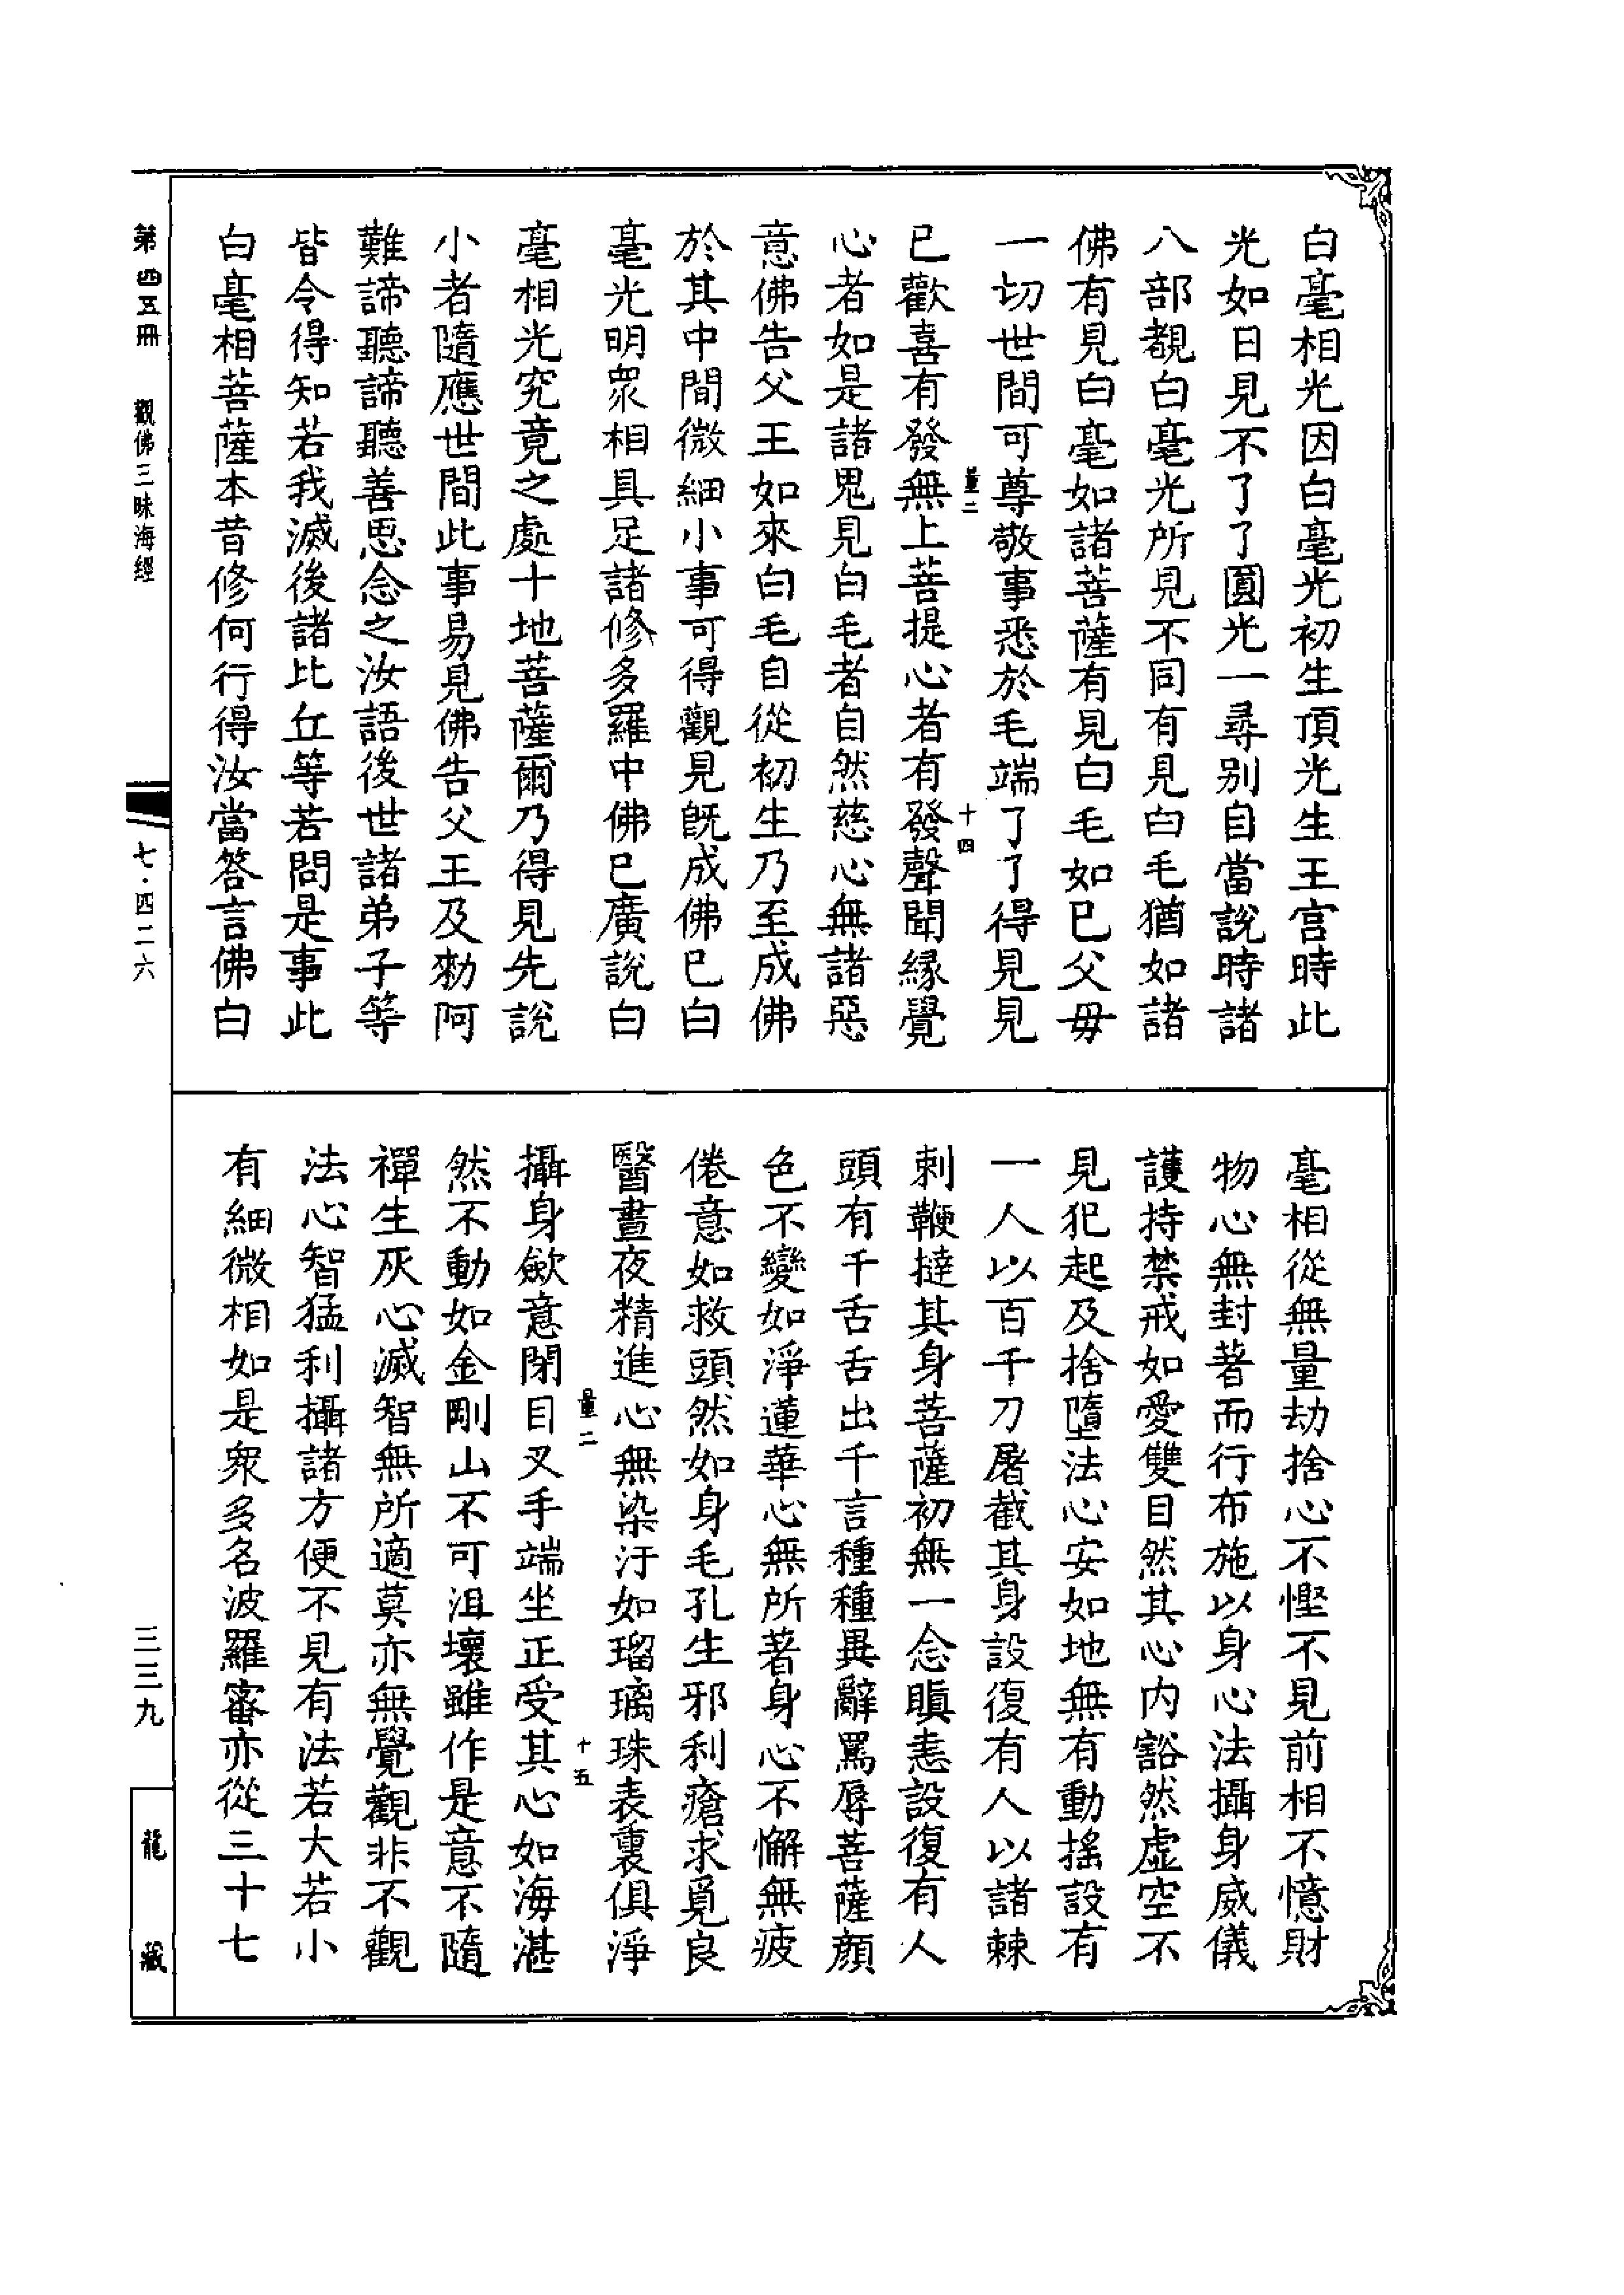 白毫相光因白毫光初生頂光生王宮時此
光如日見不了了圓光一尋别自當說時諸
八部覩白毫光所見不同有見白毛猶如諸
佛有見白毫如諸菩薩有見白毛如已父母
一切世間可尊敬事悉於毛端了了得見見
量二
十四
已歡喜有發無上菩提心者有發聲聞緣覺
心者如是諸鬼見白毛者自然慈心無諸惡
意佛告父王如來白毛自從初生乃至成佛
於其中間微細小事可得觀見旣成佛已白
毫光明眾相具足諸修多羅中佛已廣說白
毫相光究竟之處十地菩薩爾乃得見先說
小者隨應世間此事易見佛告父王及勑阿
難諦聽諦聽善思念之汝語後世諸弟子等
皆令得知若我滅後諸比丘等若問是事此
白毫相菩薩本昔修何行得汝當答言佛白
毫相從無量劫捨心不慳不見前相不憶財
物心無封著而行布施以身心法攝身威儀
護持禁戒如愛雙目然其心内豁然虛空不
見犯起及捨墮法心安如地無有動搖設有
一人以百千刀屠截其身設復有人以諸棘
刺鞭撻其身菩薩初無一念瞋恚設復有人
頭有千舌舌出千言種種異辭罵辱菩薩顏
色不變如淨蓮華心無所著身心不懈無疲
倦意如救頭然如身毛孔生邪利瘡求覓良
醫晝夜精進心無染汙如瑠璃珠表裏俱淨
量二
十五
攝身歛意閉目叉手端坐正受其心如海湛
然不動如金剛山不可沮壞雖作是意不隨
禪生灰心滅智無所適莫亦無覺觀非不觀
法心智猛利攝諸方便不見有法若大若小
有細微相如是衆多名波羅蜜亦從三十七
第四五冊 觀佛三昧海經
七·四二六
三三九
龍藏